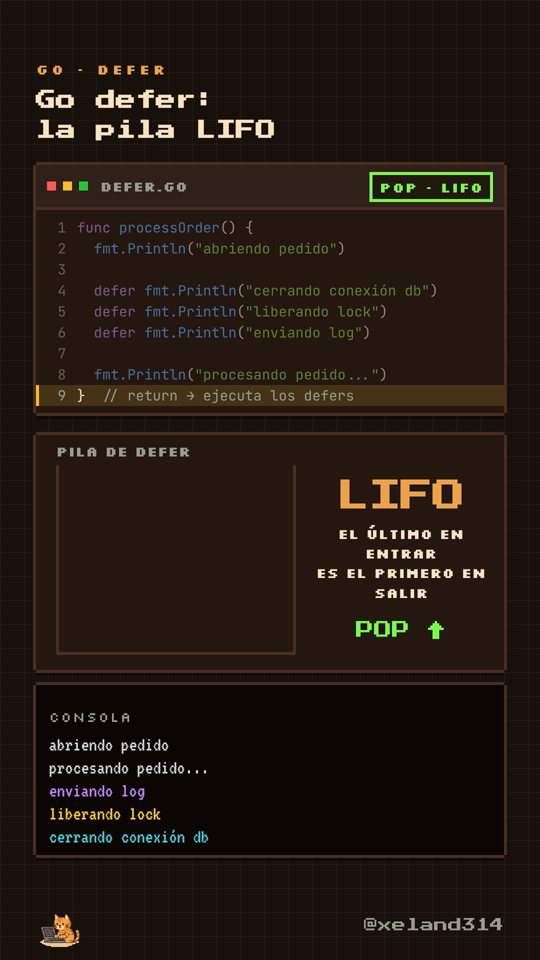 GO · DEFER
Go defer:
la pila LIFO
DEFER.GO
POP · LIFO
1 func processOrder() {
2 fmt.Println("abriendo pedido")
3
4 defer fmt.Println("cerrando conexión db")
5 defer fmt.Println("liberando lock")
6 defer fmt.Println("enviando log")
7
8 fmt.Println("procesando pedido...")
9 } // return → ejecuta los defers
PILA DE DEFER
LIFO
EL ÚLTIMO EN
ENTRAR
ES EL PRIMERO EN
SALIR
POP ↑
CONSOLA
abriendo pedido
procesando pedido...
enviando log
liberando lock
cerrando conexión db
@xeland314